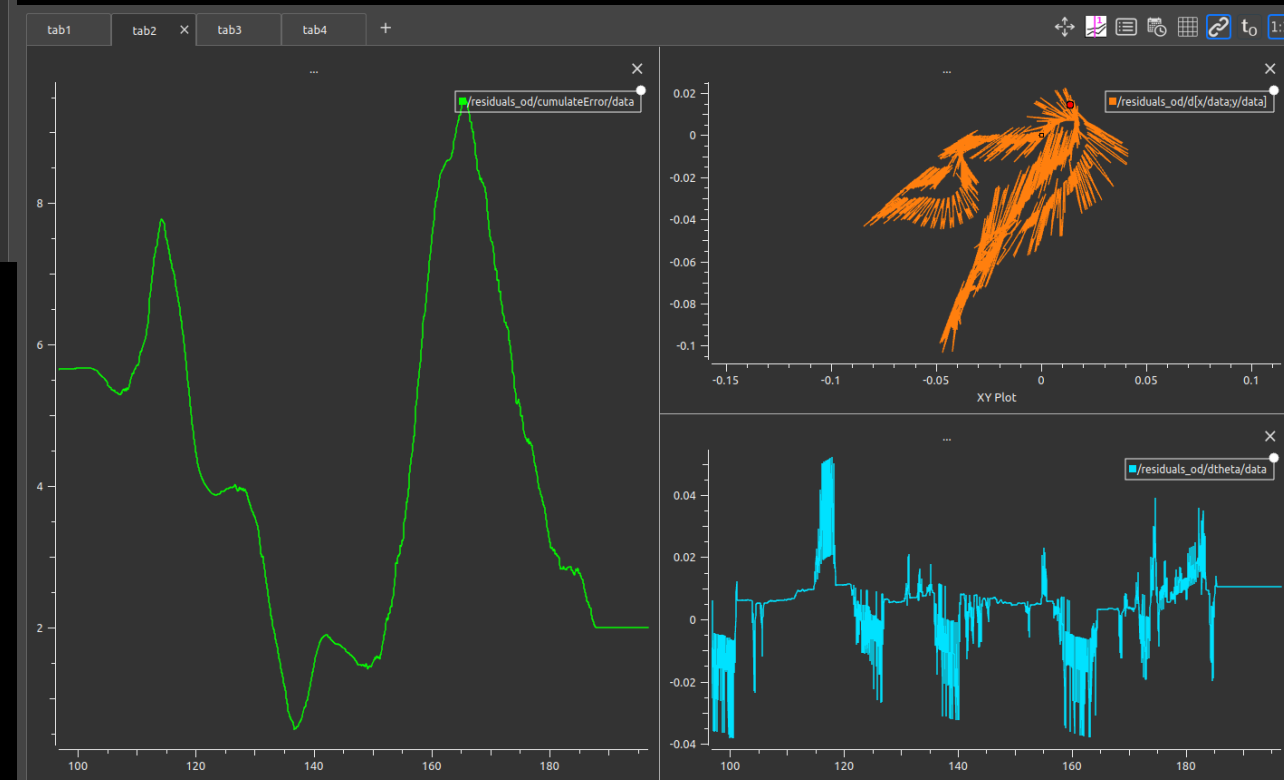 tab1 tab2 tab3 tab4 + 1 t0 1:
...
/residuals_od/cumulateError/data
8
6
4
2
100 120 140 160 180
...
/residuals_od/d[x/data;y/data]
0.02
0
-0.02
-0.04
-0.06
-0.08
-0.1
-0.15 -0.1 -0.05 0 0.05 0.1
XY Plot
...
/residuals_od/dtheta/data
0.04
0.02
0
-0.02
-0.04
100 120 140 160 180